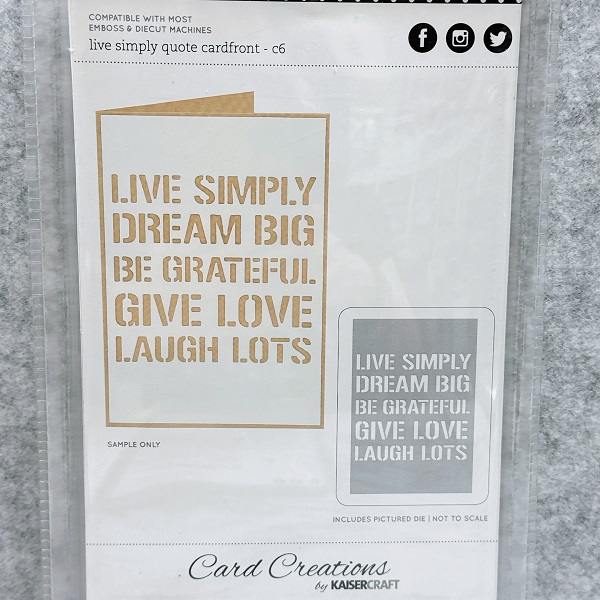 COMPATIBLE WITH MOST
EMBOSS & DIECUT MACHINES
live simply quote cardfront - c6
LIVE SIMPLY
DREAM BIG
BE GRATEFUL
GIVE LOVE
LAUGH LOTS
SAMPLE ONLY
LIVE SIMPLY
DREAM BIG
BE GRATEFUL
GIVE LOVE
LAUGH LOTS
INCLUDES PICTURED DIE | NOT TO SCALE
Card Creations
by KAISERCRAFT